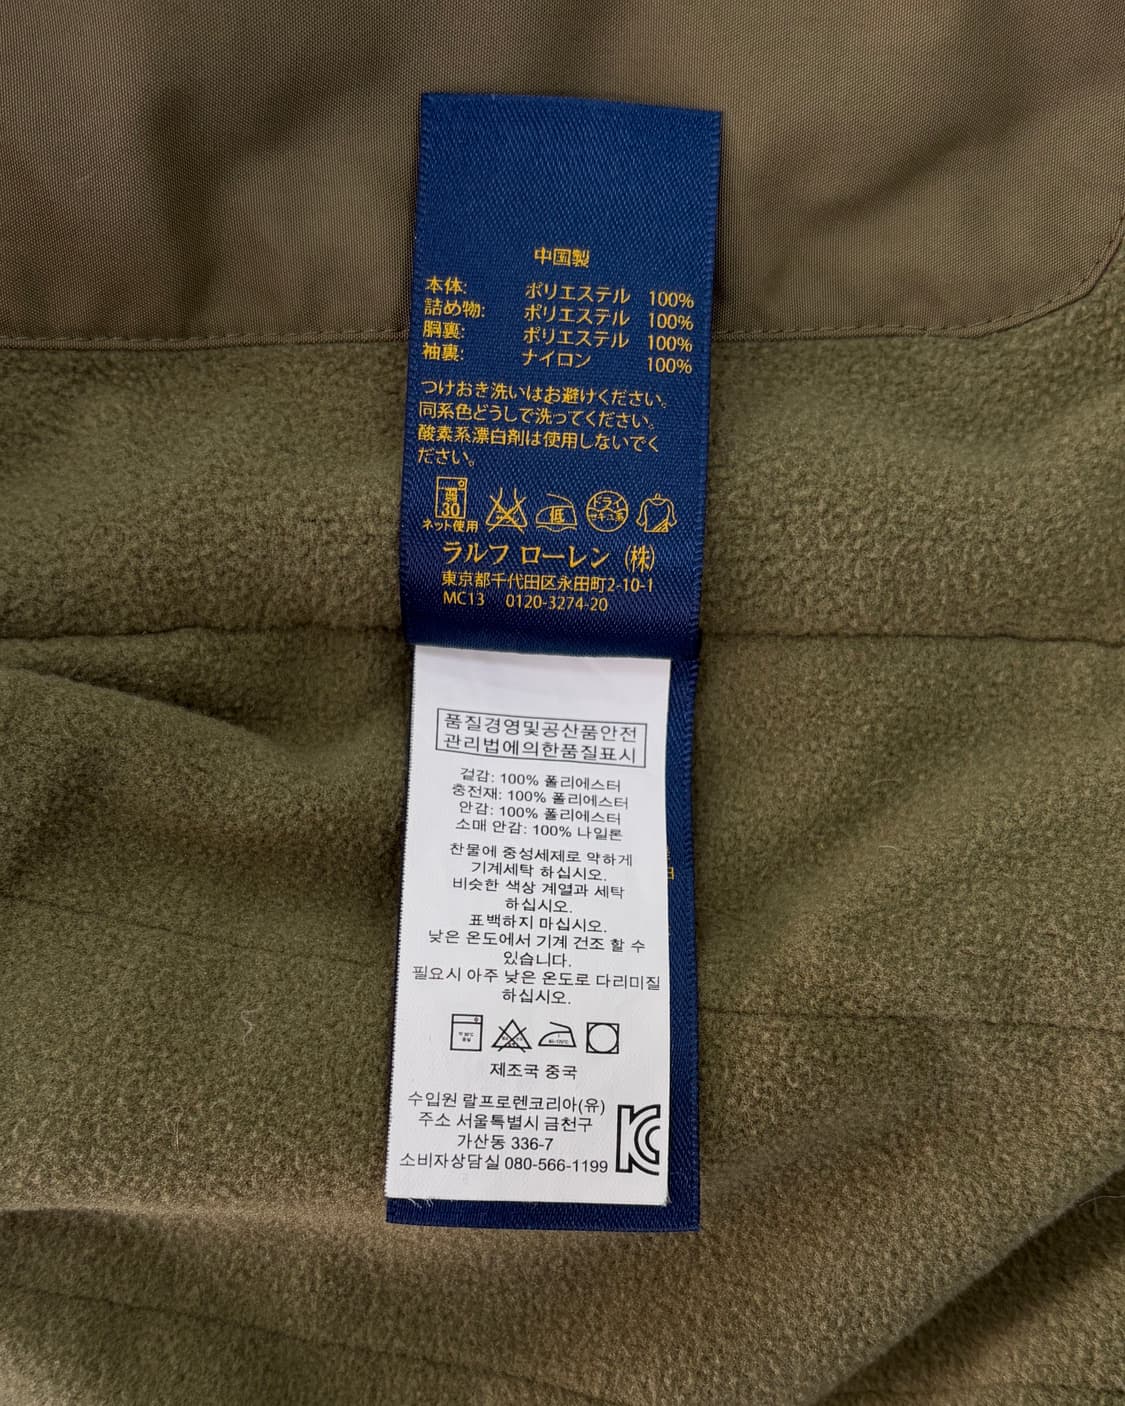 中国製
本体: ポリエステル 100%
詰め物: ポリエステル 100%
胴裏: ポリエステル 100%
袖裏: ナイロン 100%
つけおき洗いはお避けください。
同系色どうしで洗ってください。
酸素系漂白剤は使用しないでく
ださい。
弱
30
ネット使用
低
ドライ
セキユ系
ラルフ ローレン (株)
東京都千代田区永田町2-10-1
MC13 0120-3274-20
품질경영및공산품안전
관리법에의한품질표시
겉감: 100% 폴리에스터
충전재: 100% 폴리에스터
안감: 100% 폴리에스터
소매 안감: 100% 나일론
찬물에 중성세제로 약하게
기계세탁 하십시오.
비슷한 색상 계열과 세탁
하십시오.
표백하지 마십시오.
낮은 온도에서 기계 건조 할 수
있습니다.
필요시 아주 낮은 온도로 다리미질
하십시오.
제조국 중국
수입원 랄프로렌코리아(유)
주소 서울특별시 금천구
가산동 336-7
소비자상담실 080-566-1199
KC